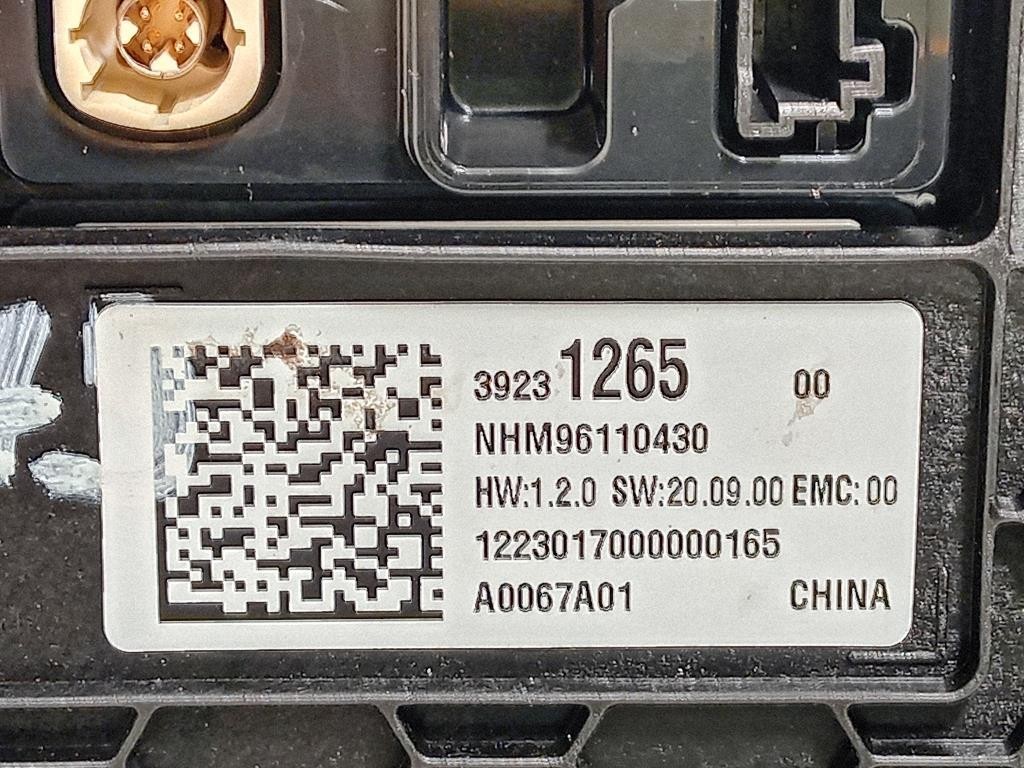 3923 1265 00
NHM96110430
HW:1.2.0 SW:20.09.00 EMC: 00
1223017000000165
A0067A01 CHINA